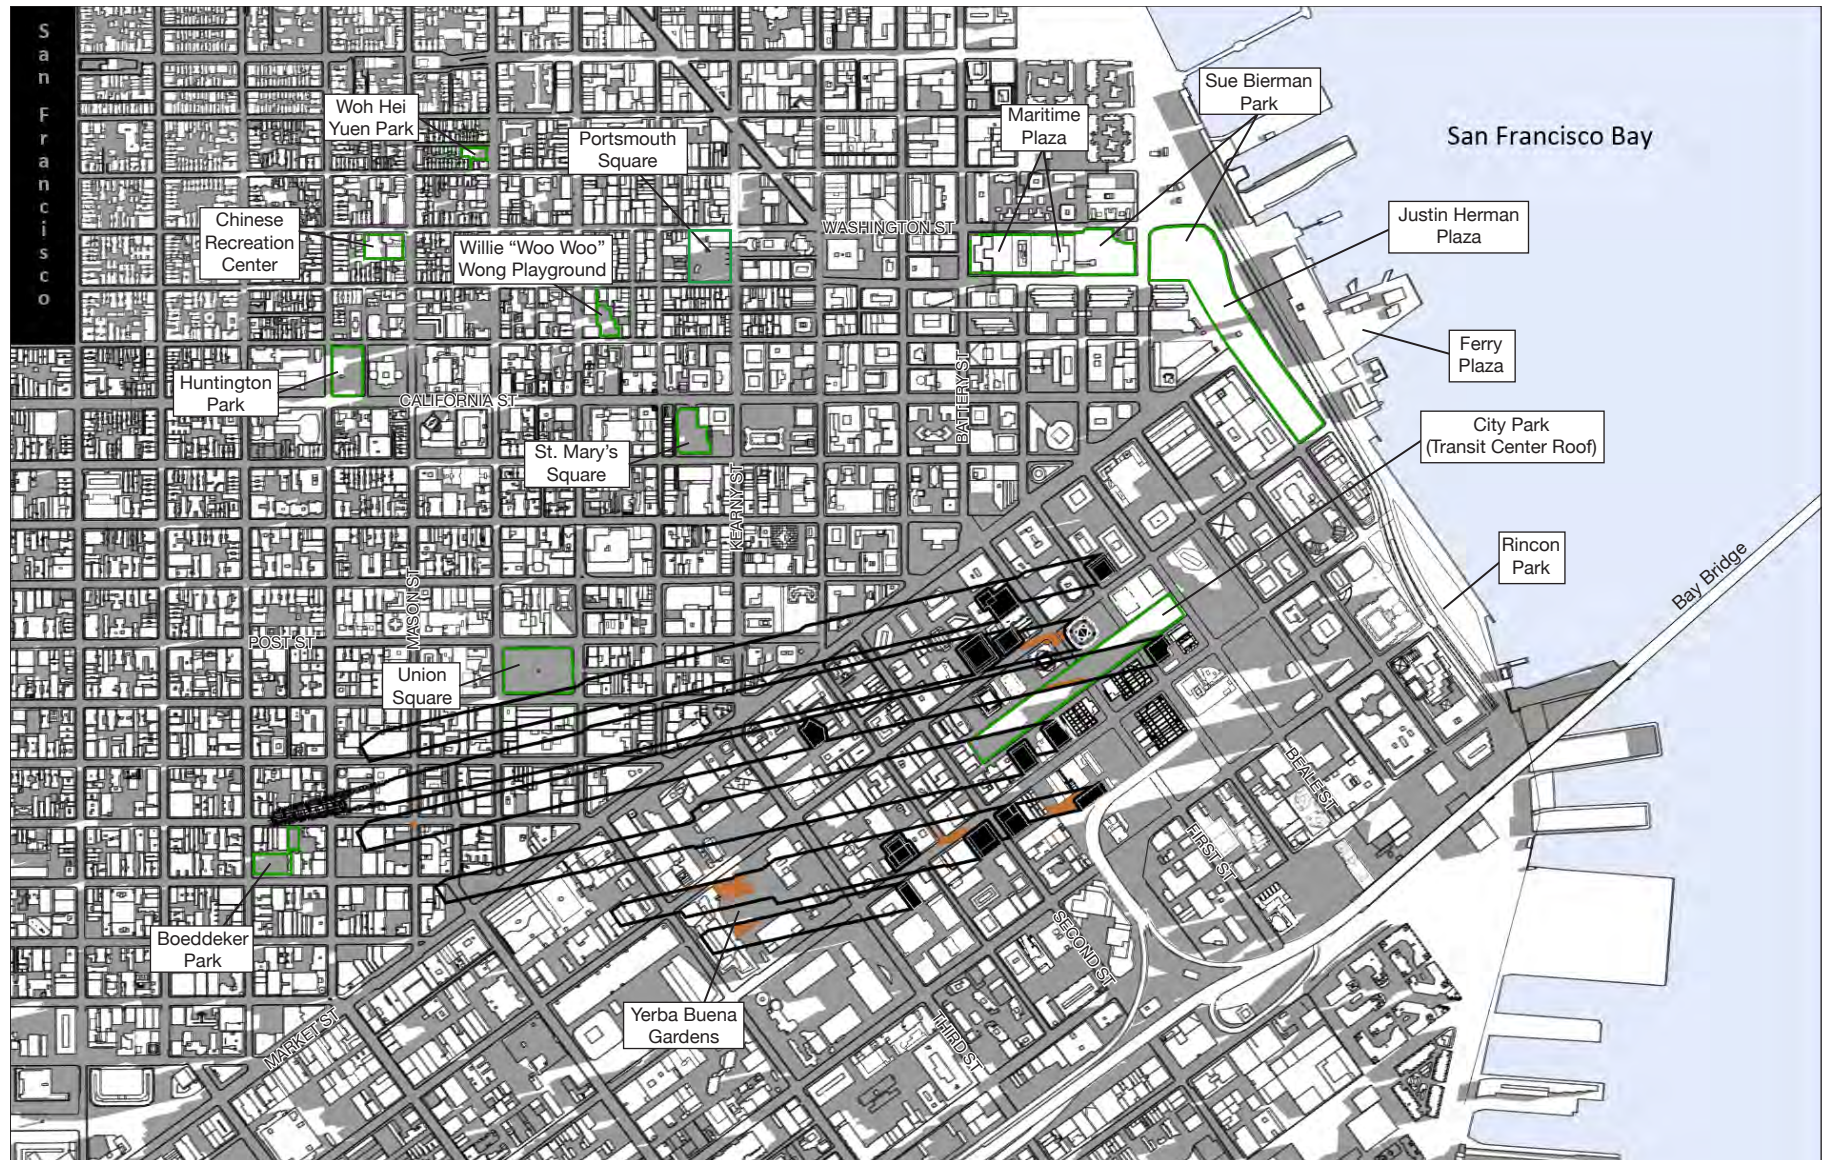 San Francisco
Woh Hei
Yuen Park
Portsmouth
Square
Maritime
Plaza
Sue Bierman
Park
San Francisco Bay
Chinese
Recreation
Center
Willie “Woo Woo”
Wong Playground
WASHINGTON ST
Justin Herman
Plaza
Ferry
Plaza
Huntington
Park
CALIFORNIA ST
BATTERY ST
City Park
(Transit Center Roof)
St. Mary’s
Square
KEARNY ST
Rincon
Park
Bay Bridge
MASON ST
POST ST
Union
Square
BEALE ST
FIRST ST
Boeddeker
Park
SECOND ST
Yerba Buena
Gardens
THIRD ST
MARKET ST